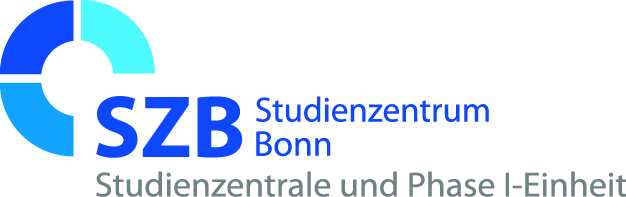 SZB Studienzentrum
Bonn
Studienzentrale und Phase I-Einheit